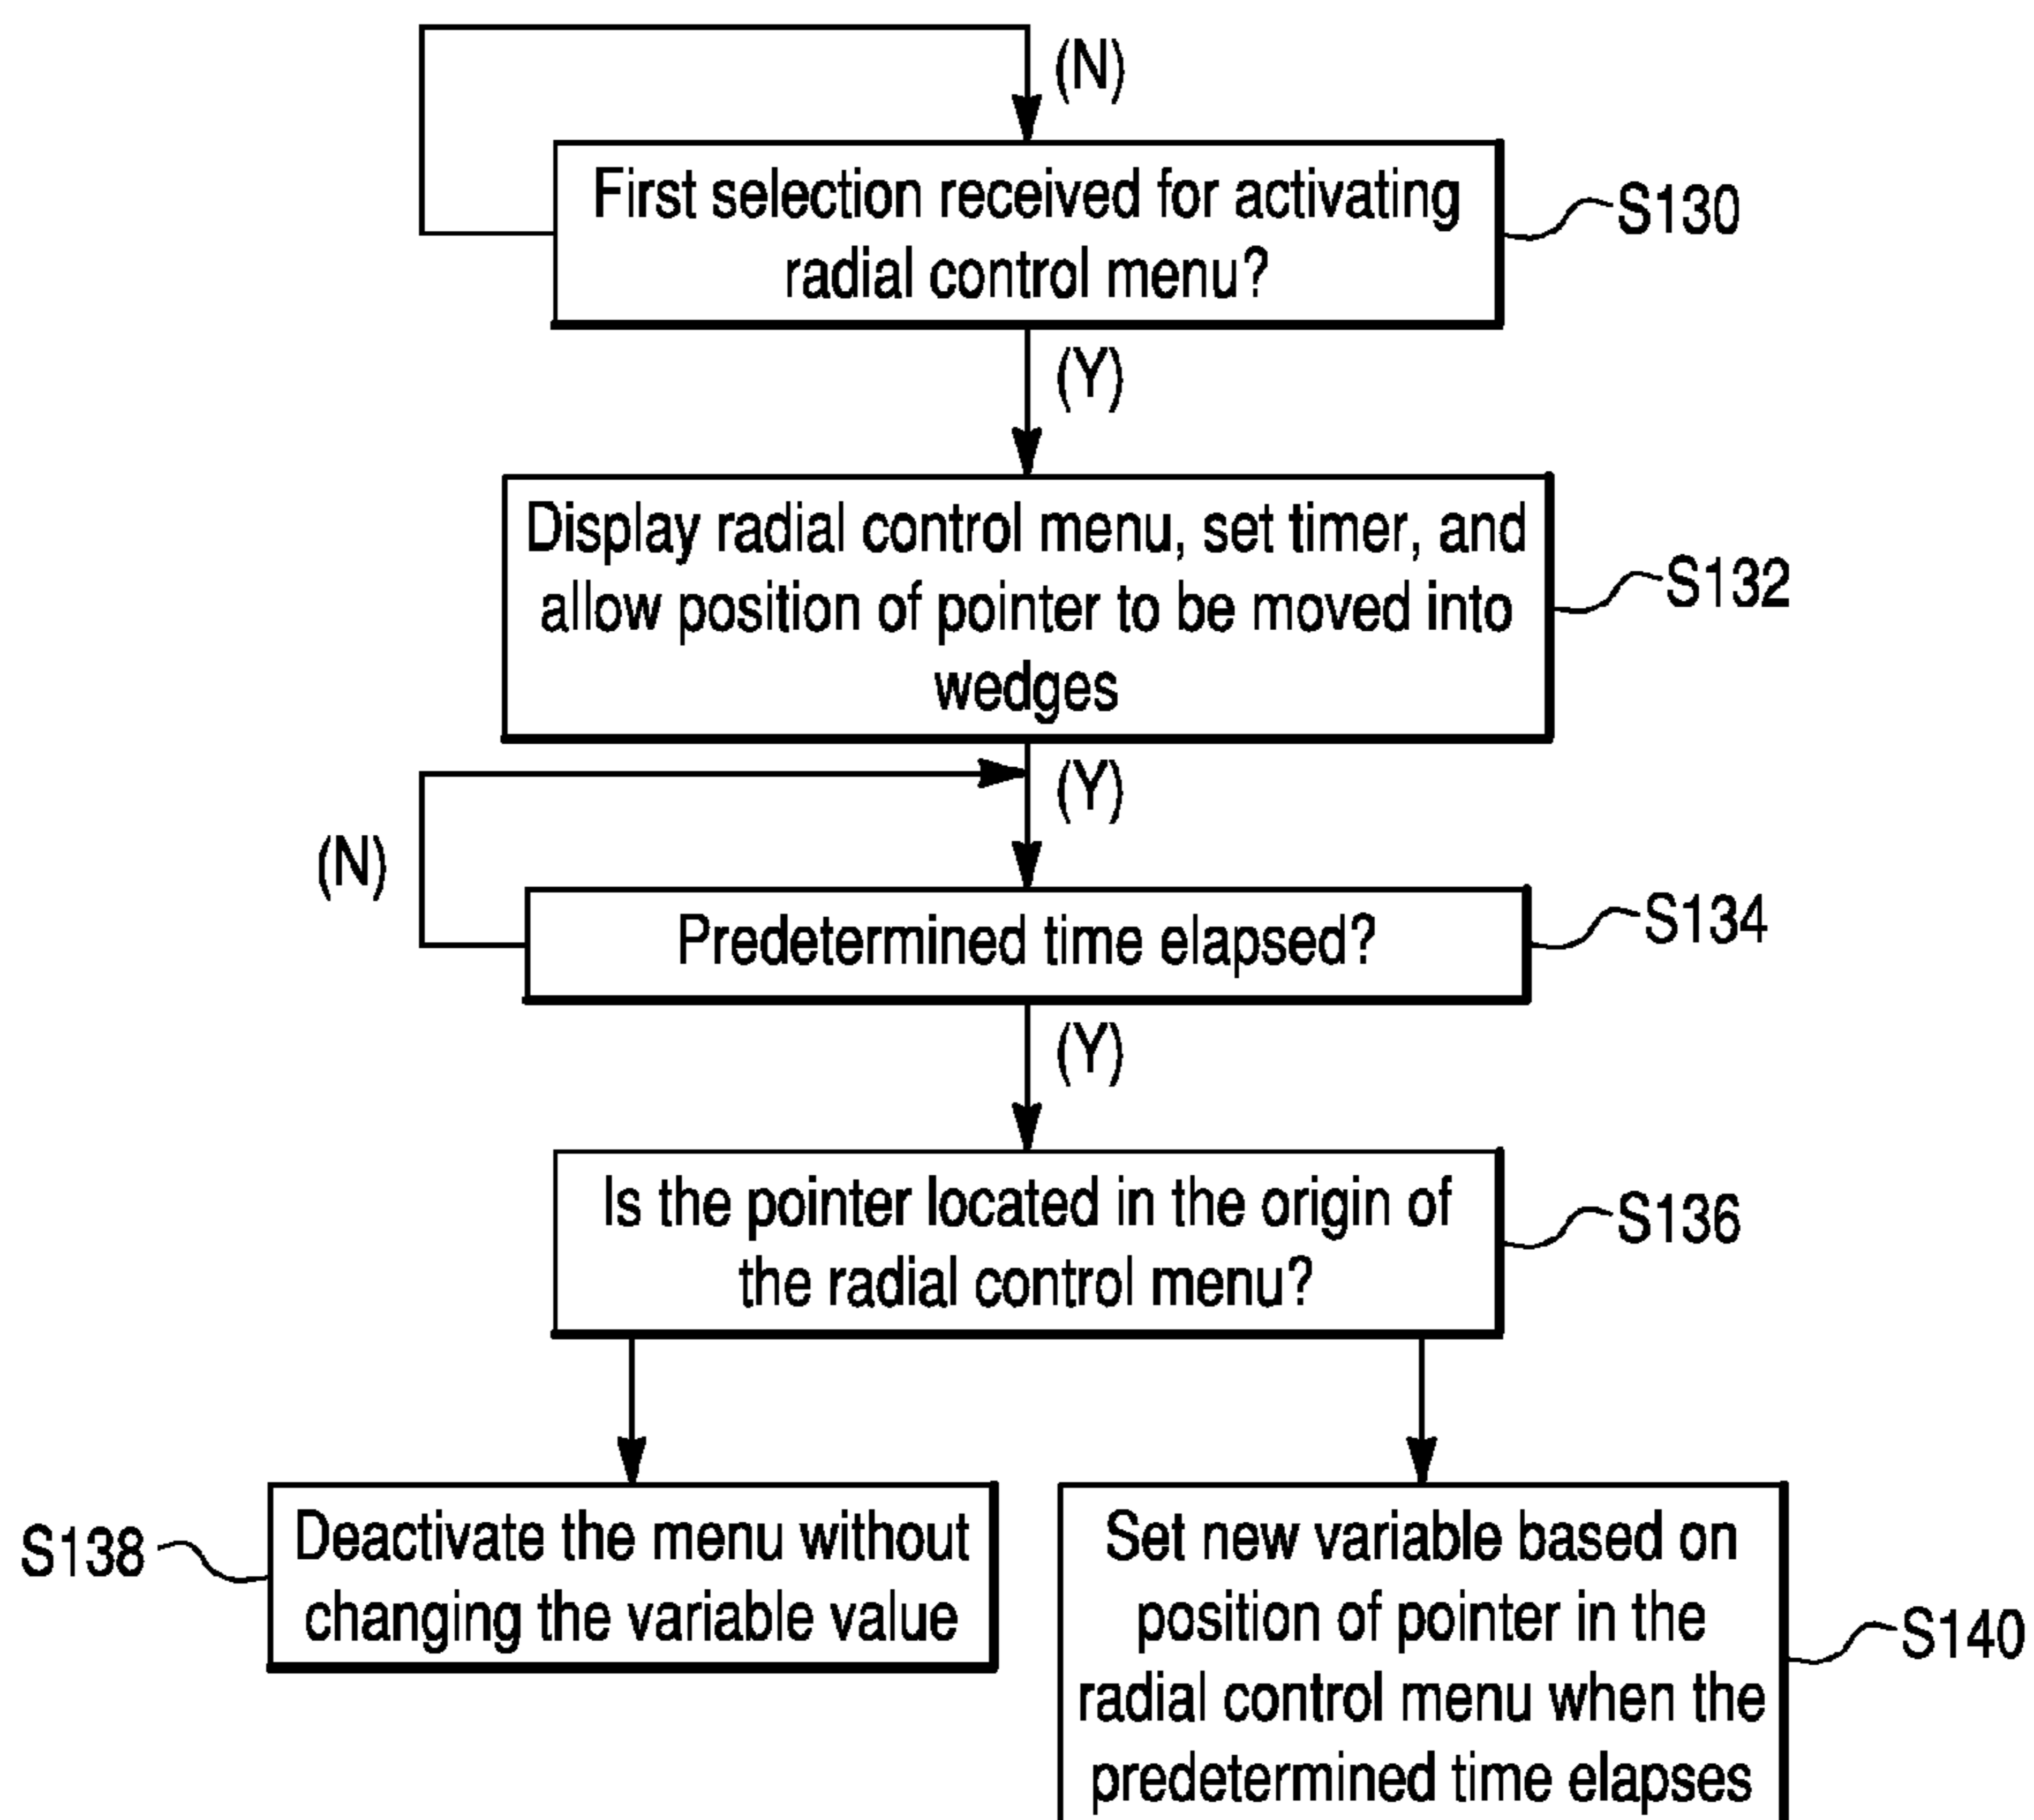 (N)
First selection received for activating
radial control menu?
S130
(Y)
Display radial control menu, set timer, and
allow position of pointer to be moved into
wedges
S132
(Y)
(N)
Predetermined time elapsed?
S134
(Y)
Is the pointer located in the origin of
the radial control menu?
S136
S138
Deactivate the menu without
changing the variable value
Set new variable based on
position of pointer in the
radial control menu when the
predetermined time elapses
S140